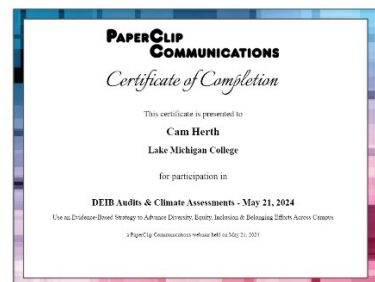 PAPERCLIP
COMMUNICATIONS
Certificate of Completion
This certificate is presented to
Cam Herth
Lake Michigan College
for participation in
DEIB Audits & Climate Assessments - May 21, 2024
Use an Evidence-Based Strategy to Advance Diversity, Equity, Inclusion & Belonging Efforts Across Campus
a PaperClip Communications webinar held on May 21, 2024